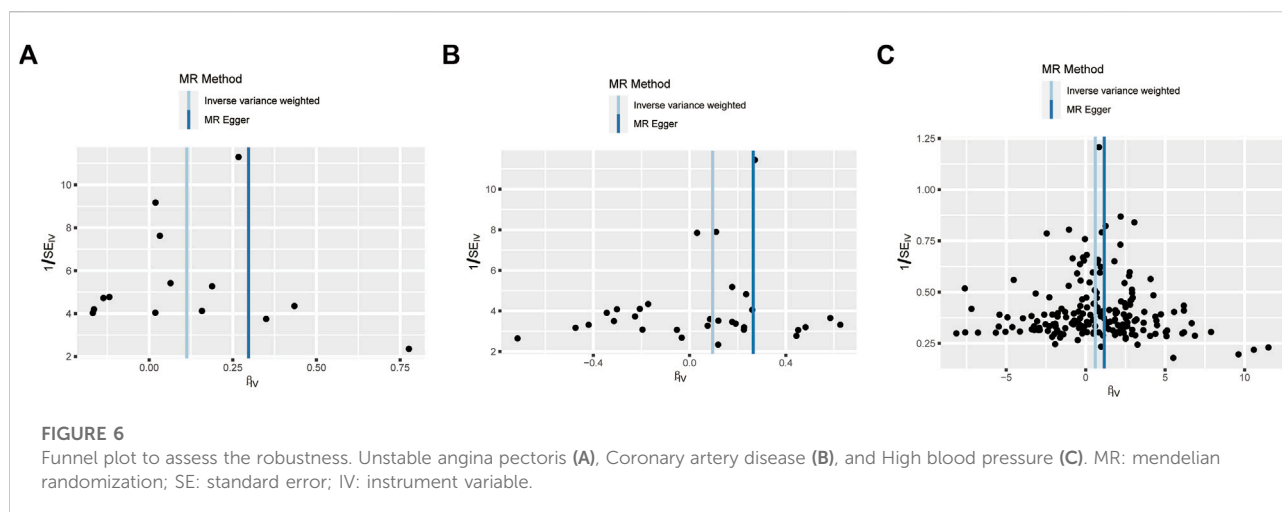 A
MR Method
Inverse variance weighted
MR Egger
10
8
6
4
2
0.00
0.25
0.50
0.75
1/SE_IV
β_IV
B
MR Method
Inverse variance weighted
MR Egger
10
8
6
4
2
−0.4
0.0
0.4
1/SE_IV
β_IV
C
MR Method
Inverse variance weighted
MR Egger
1.25
1.00
0.75
0.50
0.25
−5
0
5
10
1/SE_IV
β_IV
FIGURE 6
Funnel plot to assess the robustness. Unstable angina pectoris (A), Coronary artery disease (B), and High blood pressure (C). MR: mendelian
randomization; SE: standard error; IV: instrument variable.